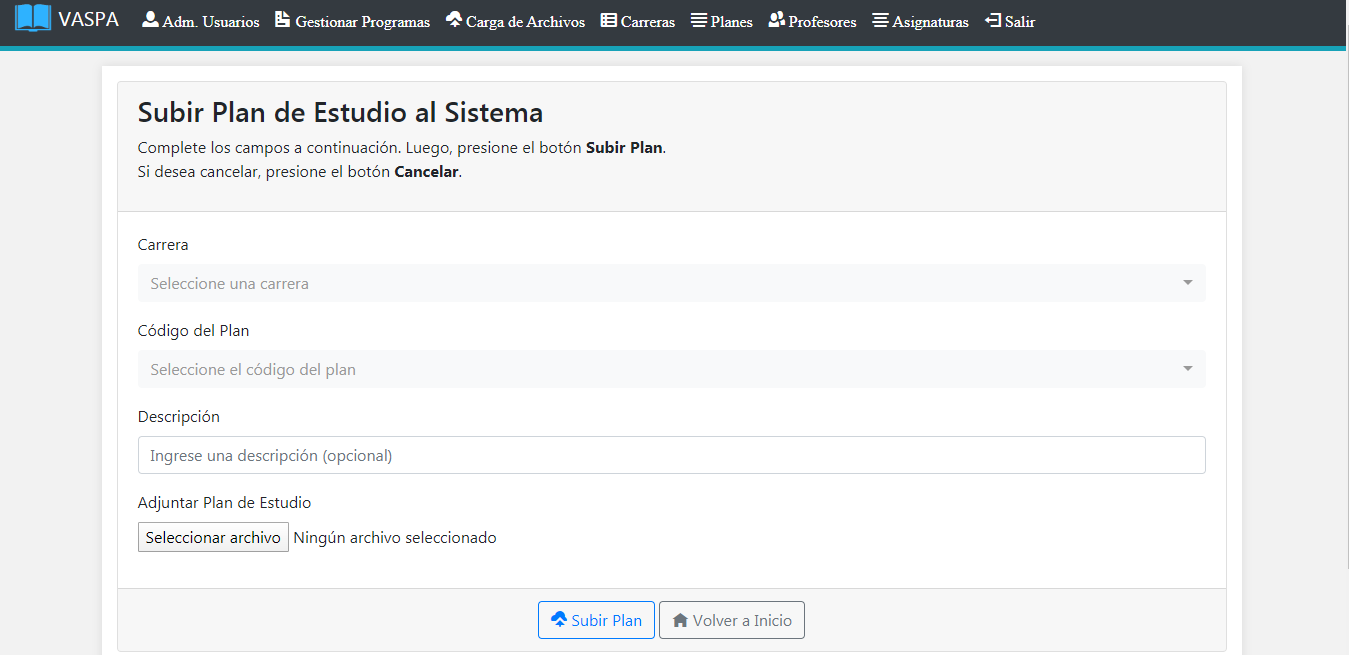 VASPA Adm. Usuarios Gestionar Programas Carga de Archivos Carreras Planes Profesores Asignaturas Salir
Subir Plan de Estudio al Sistema
Complete los campos a continuación. Luego, presione el botón Subir Plan.
Si desea cancelar, presione el botón Cancelar.
Carrera
Seleccione una carrera
Código del Plan
Seleccione el código del plan
Descripción
Ingrese una descripción (opcional)
Adjuntar Plan de Estudio
Seleccionar archivo Ningún archivo seleccionado
Subir Plan Volver a Inicio